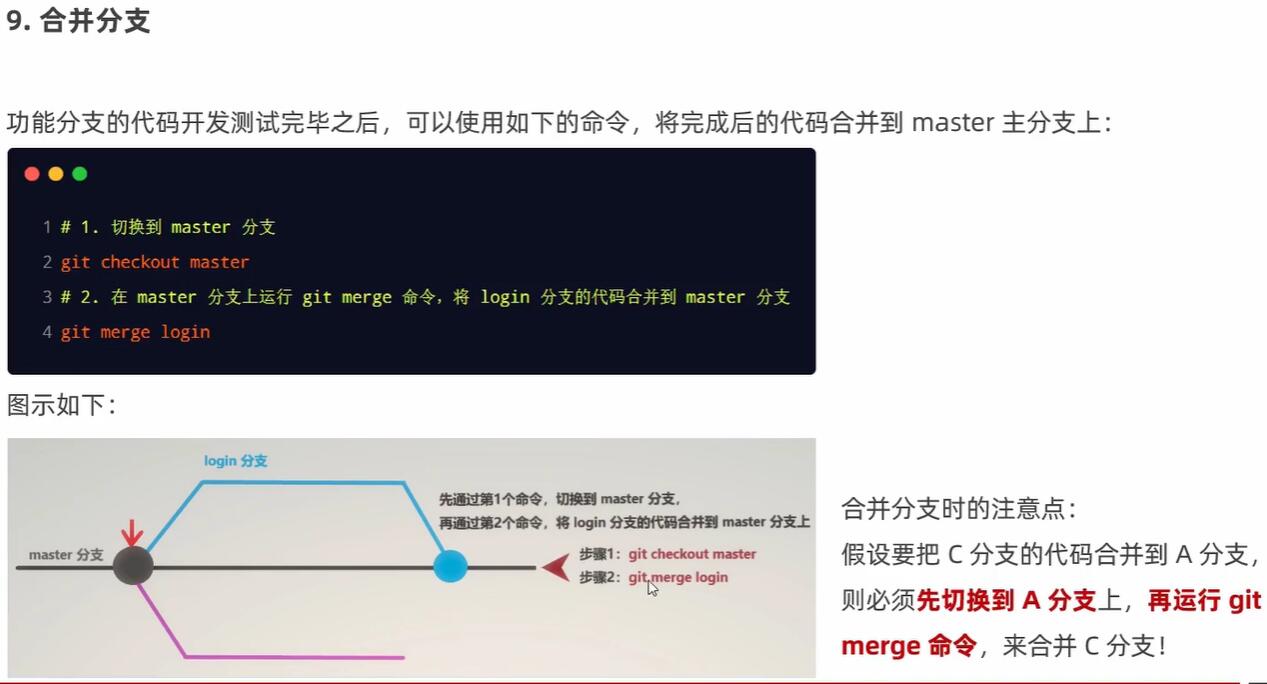 9. 合并分支
功能分支的代码开发测试完毕之后，可以使用如下的命令，将完成后的代码合并到 master 主分支上：
1 # 1. 切换到 master 分支
2 git checkout master
3 # 2. 在 master 分支上运行 git merge 命令，将 login 分支的代码合并到 master 分支
4 git merge login
图示如下：
login 分支
先通过第1个命令，切换到 master 分支，
再通过第2个命令，将 login 分支的代码合并到 master 分支上
master 分支
步骤1：git checkout master
步骤2：git merge login
合并分支时的注意点：
假设要把 C 分支的代码合并到 A 分支，
则必须先切换到 A 分支上，再运行 git
merge 命令，来合并 C 分支！